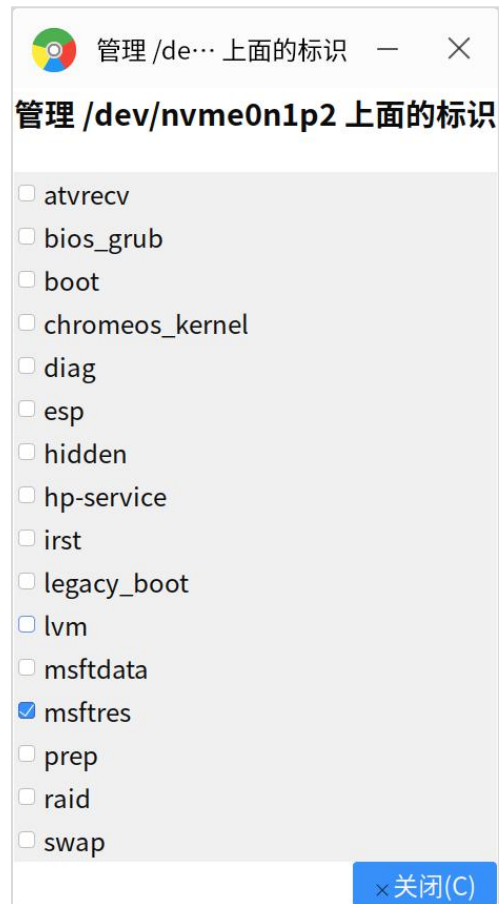 管理 /de… 上面的标识
管理 /dev/nvme0n1p2 上面的标识
atvrecv
bios_grub
boot
chromeos_kernel
diag
esp
hidden
hp-service
irst
legacy_boot
lvm
msftdata
msftres
prep
raid
swap
关闭(C)